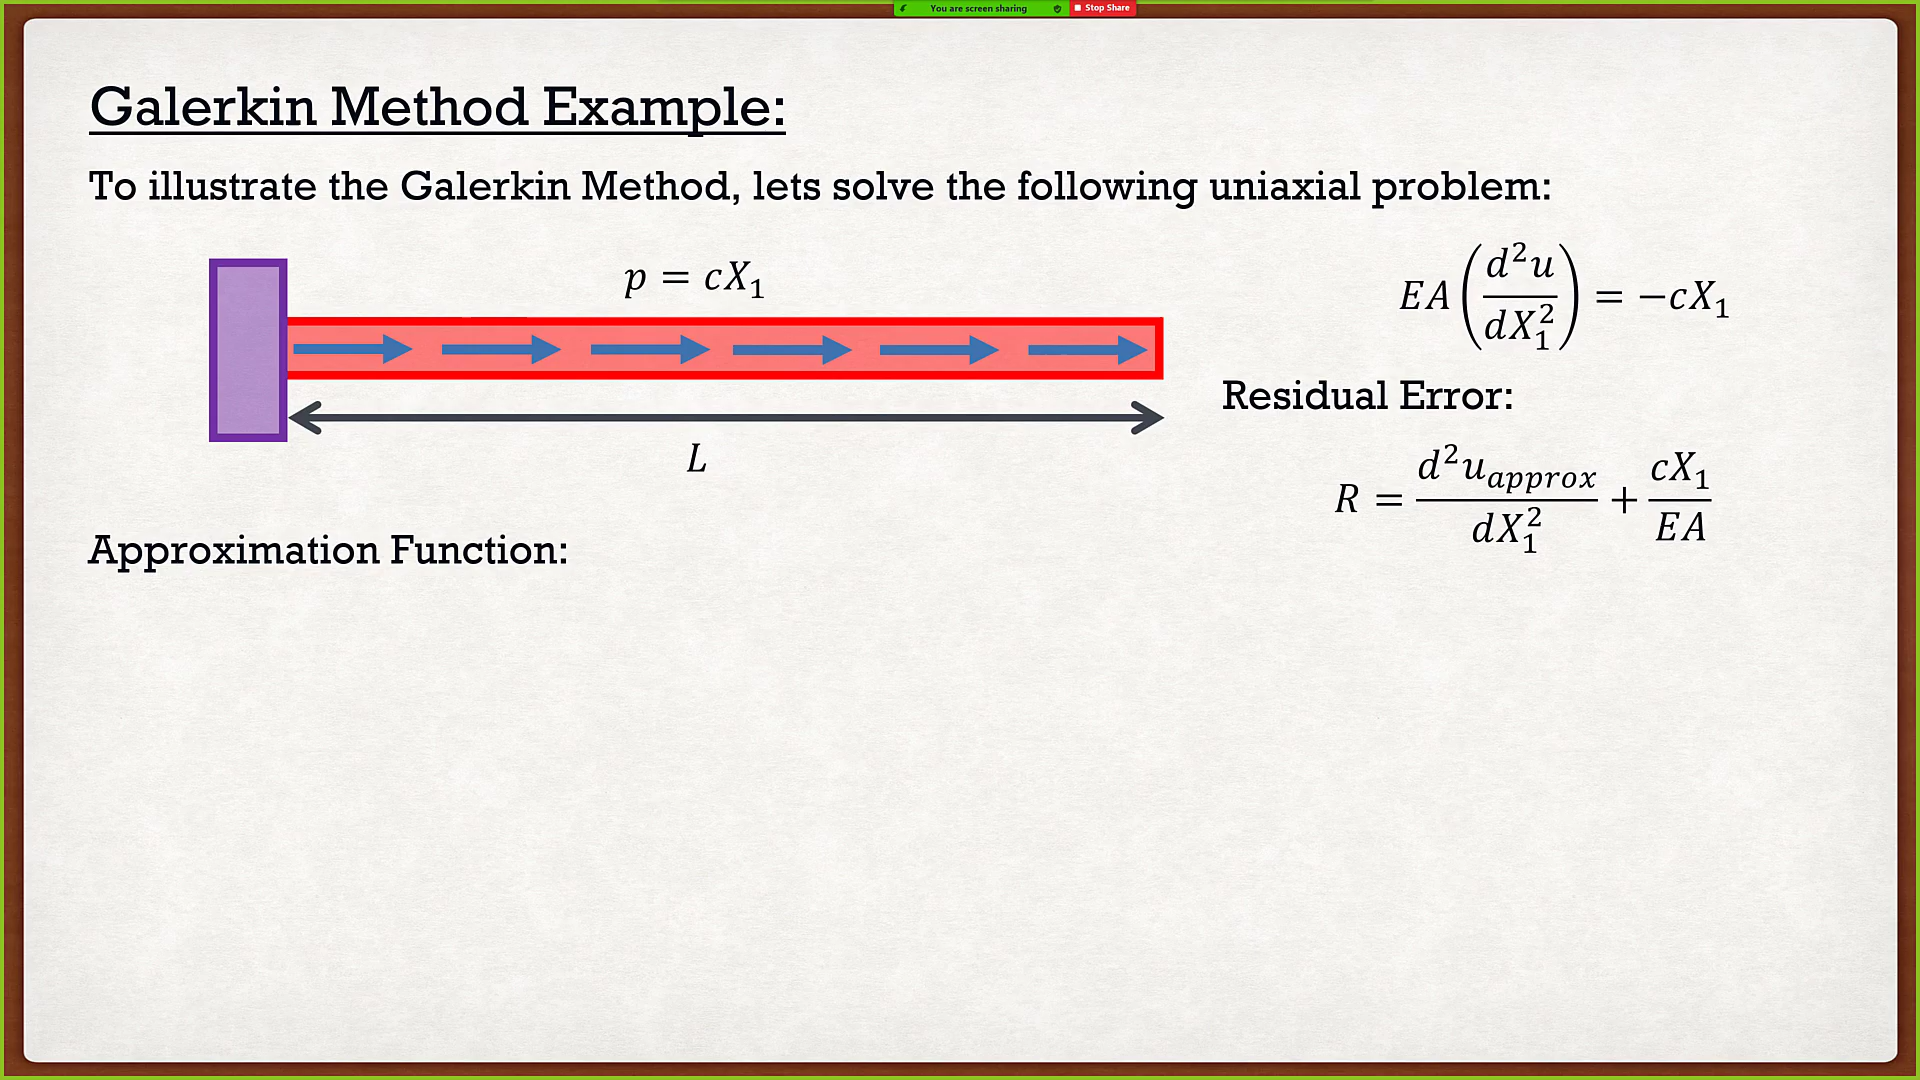 You are screen sharing
Stop Share
Galerkin Method Example:
To illustrate the Galerkin Method, lets solve the following uniaxial problem:
p = cX₁
EA(d²u/dX₁²) = −cX₁
L
Residual Error:
R = d²u_approx/dX₁² + cX₁/EA
Approximation Function: